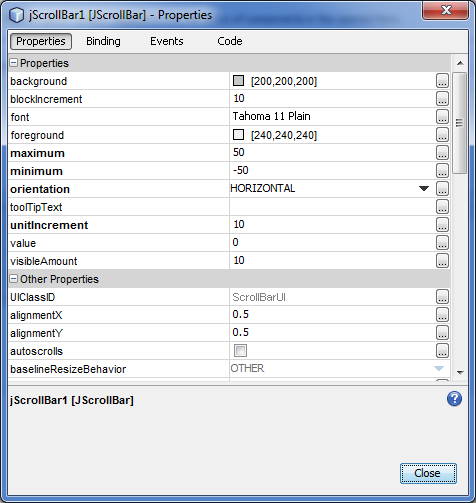 jScrollBar1 [JScrollBar] - Properties
Properties Binding Events Code
Properties
background [200,200,200] ...
blockIncrement 10 ...
font Tahoma 11 Plain ...
foreground [240,240,240] ...
maximum 50 ...
minimum -50 ...
orientation HORIZONTAL ...
toolTipText ...
unitIncrement 10 ...
value 0 ...
visibleAmount 10 ...
Other Properties
UIClassID ScrollBarUI ...
alignmentX 0.5 ...
alignmentY 0.5 ...
autoscrolls ...
baselineResizeBehavior OTHER
jScrollBar1 [JScrollBar]
?
Close